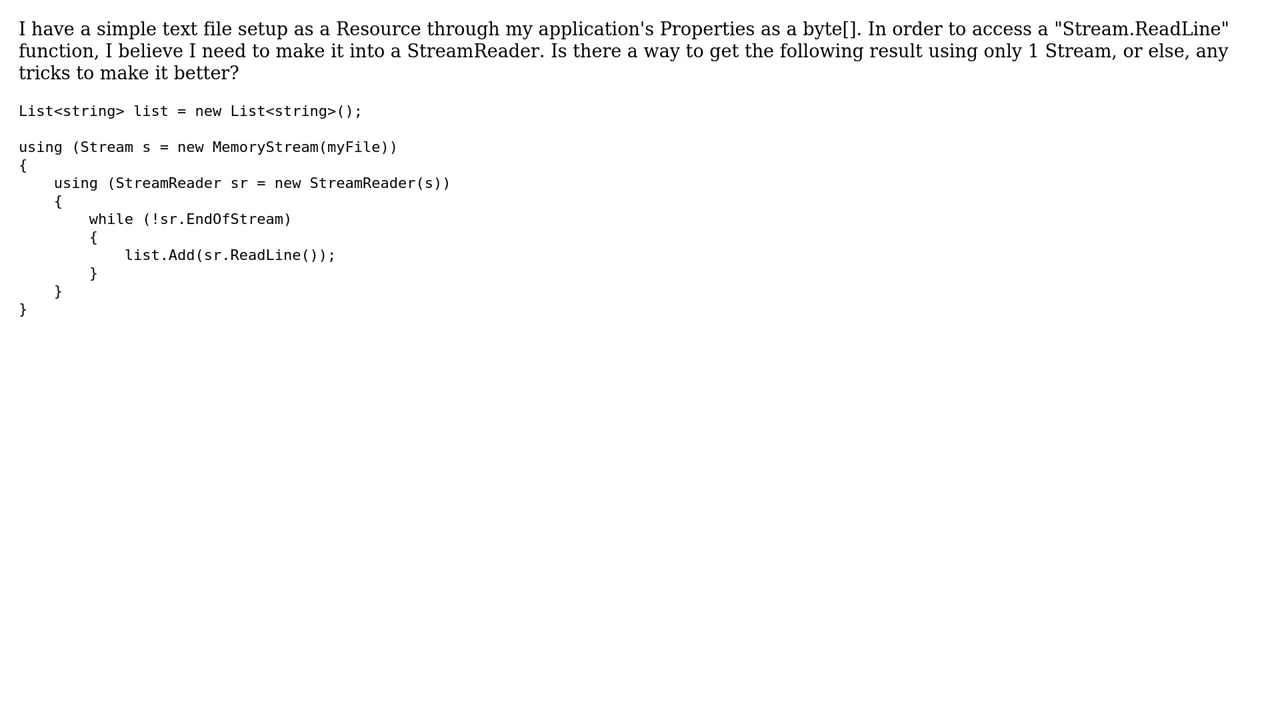 I have a simple text file setup as a Resource through my application's Properties as a byte[]. In order to access a "Stream.ReadLine"
function, I believe I need to make it into a StreamReader. Is there a way to get the following result using only 1 Stream, or else, any
tricks to make it better?
List<string> list = new List<string>();
using (Stream s = new MemoryStream(myFile))
{
    using (StreamReader sr = new StreamReader(s))
    {
        while (!sr.EndOfStream)
        {
            list.Add(sr.ReadLine());
        }
    }
}